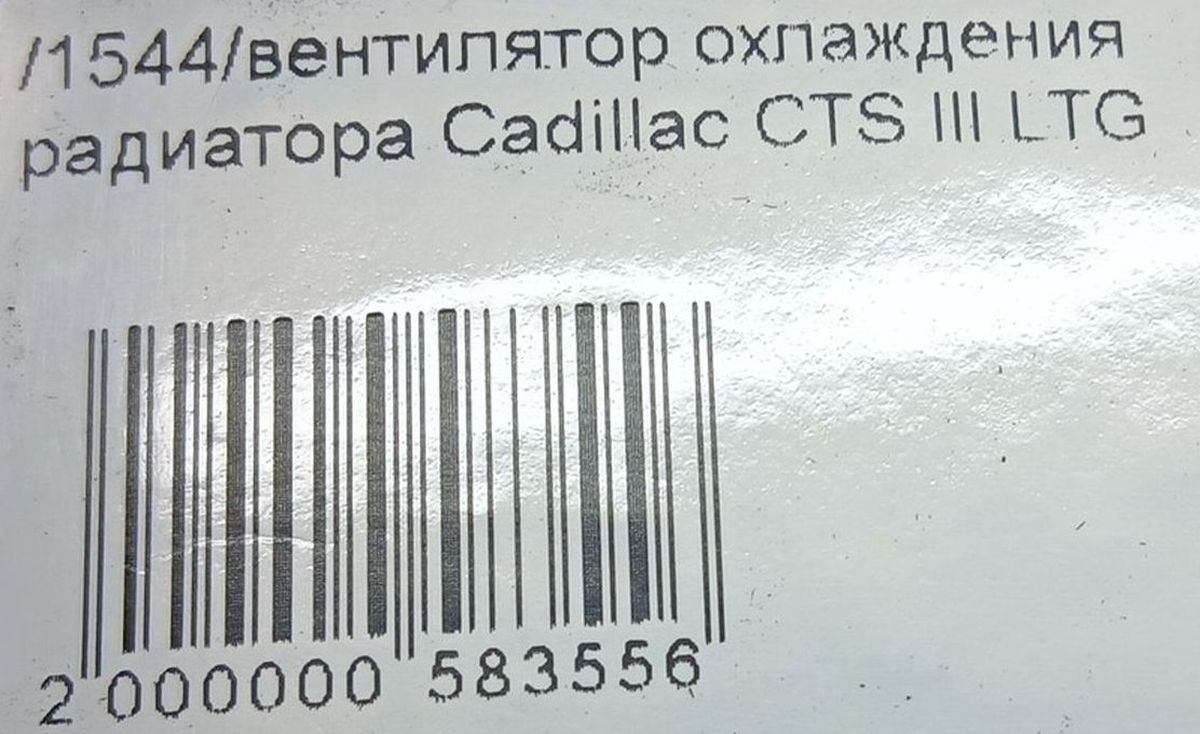 /1544/вентилятор охлаждения
радиатора Cadillac CTS III LTG
2 000000 583556